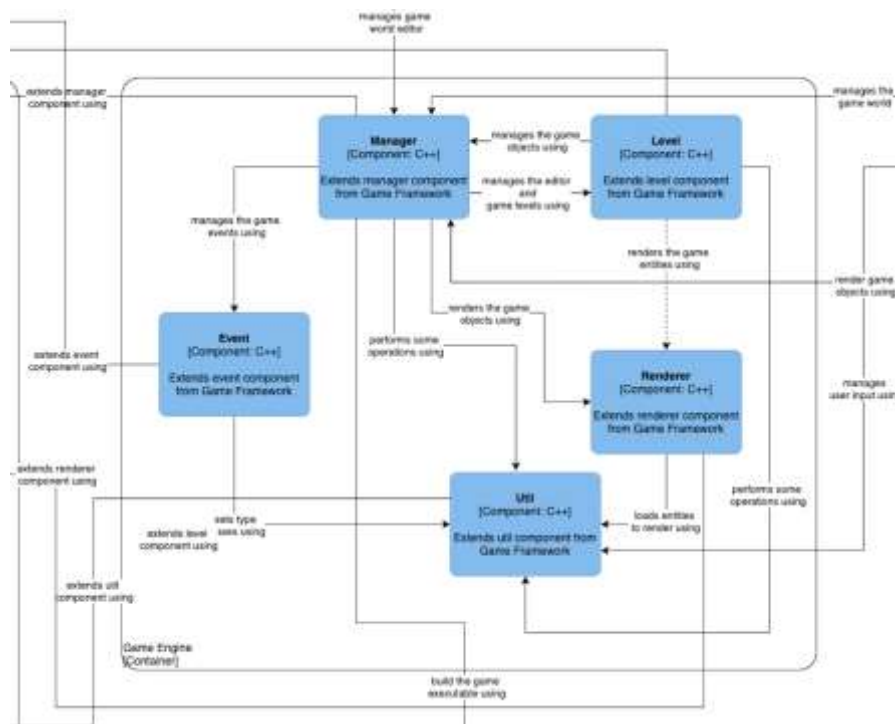 manages game
world editor
extends manager
component using
manages the
game world
Manager
[Component: C++]
Extends manager component
from Game Framework
manages the game
objects using
manages the editor
and
game levels using
Level
[Component: C++]
Extends level component
from Game Framework
manages the game
events using
renders the game
entities using
render game
objects using
renders the game
objects using
Event
[Component: C++]
Extends event component
from Game Framework
extends event
component using
performs some
operations using
Renderer
[Component: C++]
Extends renderer component
from Game Framework
manages
user input using
extends renderer
component using
Util
[Component: C++]
Extends util component from
Game Framework
performs some
operations using
sets type
using
loads entities
to render using
extends level
component using
extends util
component using
Game Engine
[Container]
build the game
executable using